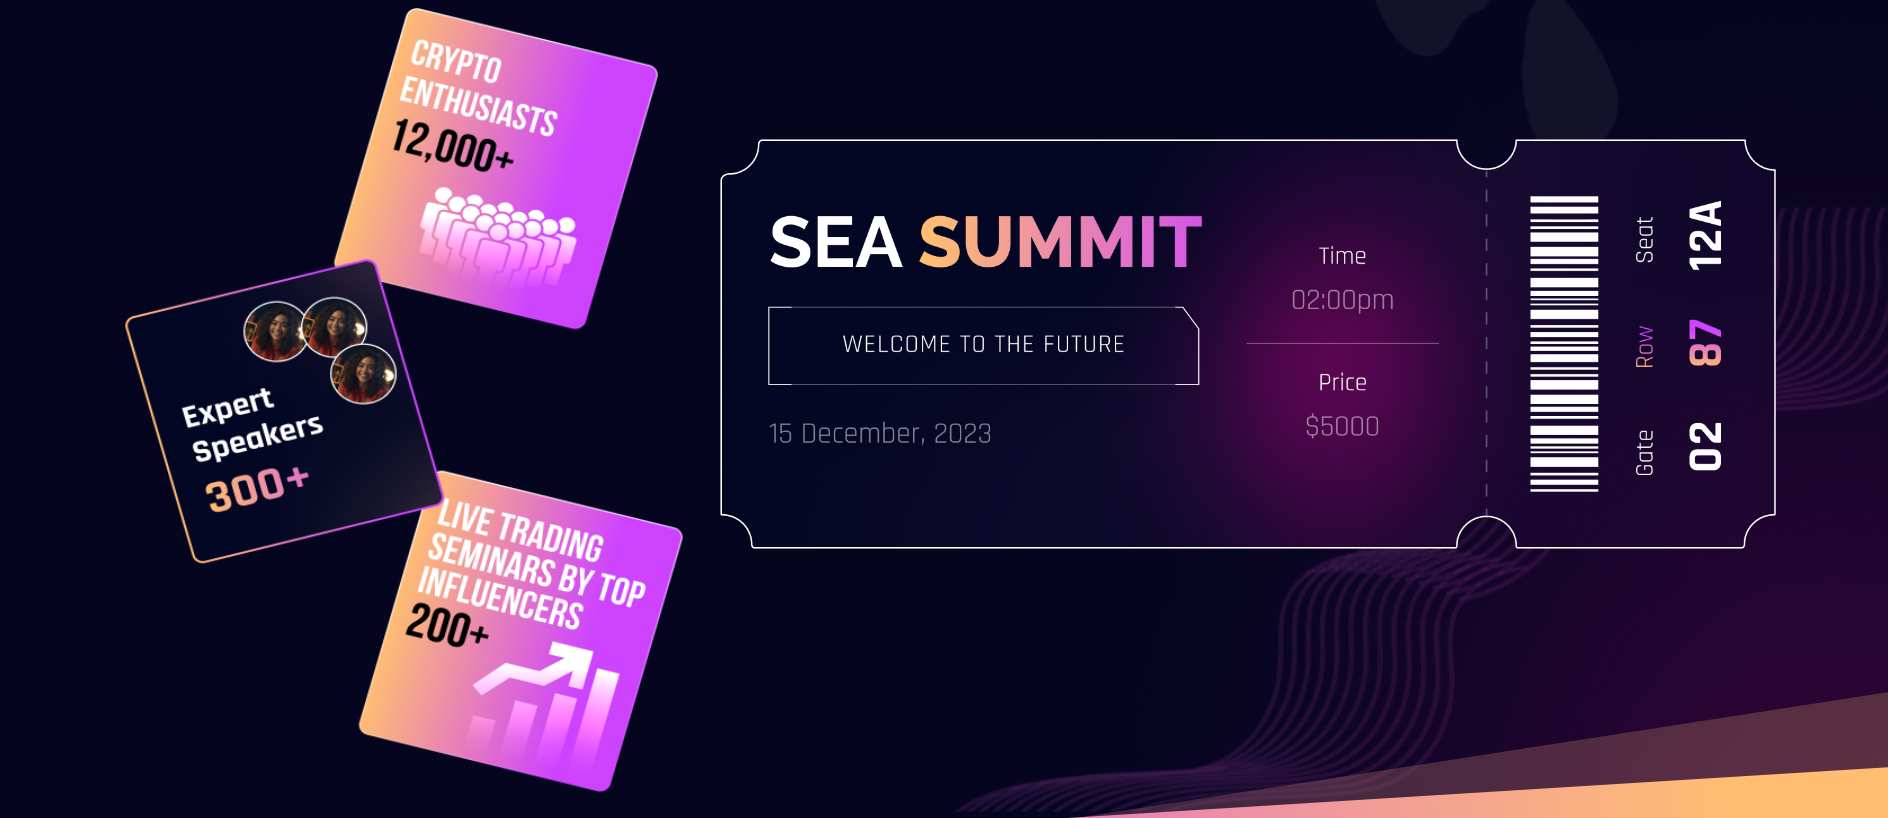 CRYPTO
ENTHUSIASTS
12,000+
Expert
Speakers
300+
LIVE TRADING
SEMINARS BY TOP
INFLUENCERS
200+
SEA SUMMIT
WELCOME TO THE FUTURE
15 December, 2023
Time
02:00pm
Price
$5000
Seat
12A
Row
87
Gate
02